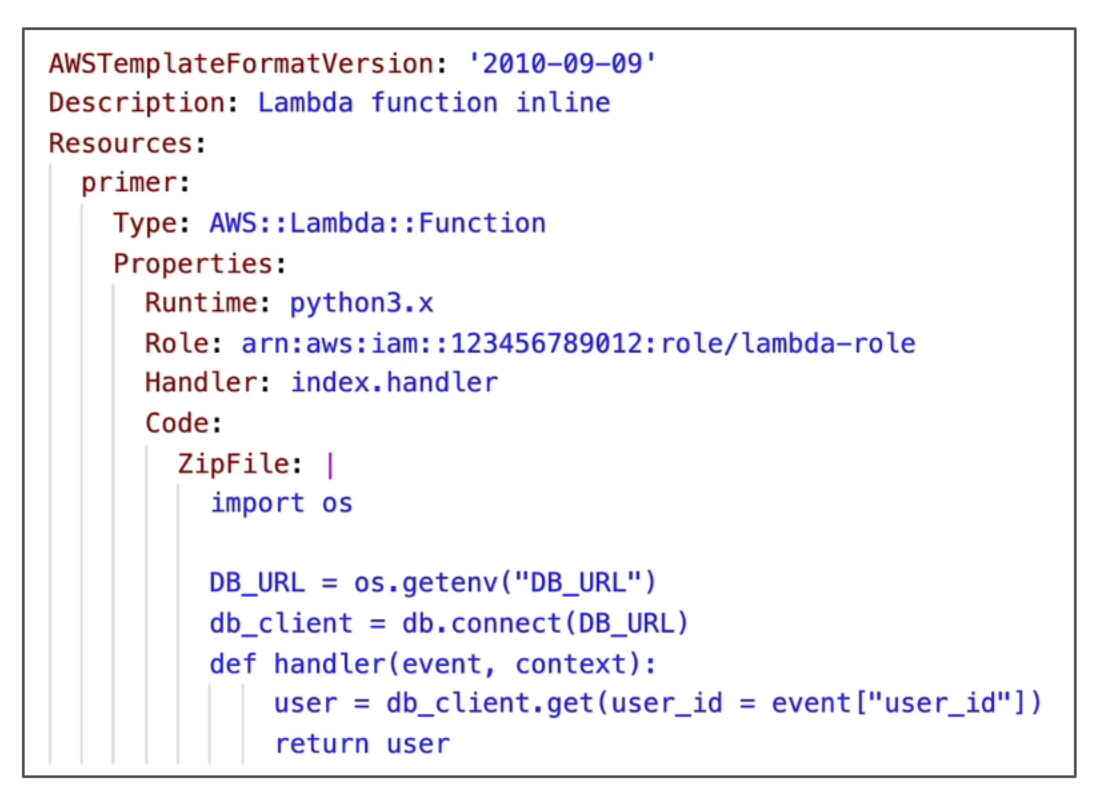 AWSTemplateFormatVersion: '2010-09-09'
Description: Lambda function inline
Resources:
  primer:
    Type: AWS::Lambda::Function
    Properties:
      Runtime: python3.x
      Role: arn:aws:iam::123456789012:role/lambda-role
      Handler: index.handler
      Code:
        ZipFile: |
          import os

          DB_URL = os.getenv("DB_URL")
          db_client = db.connect(DB_URL)
          def handler(event, context):
              user = db_client.get(user_id = event["user_id"])
              return user